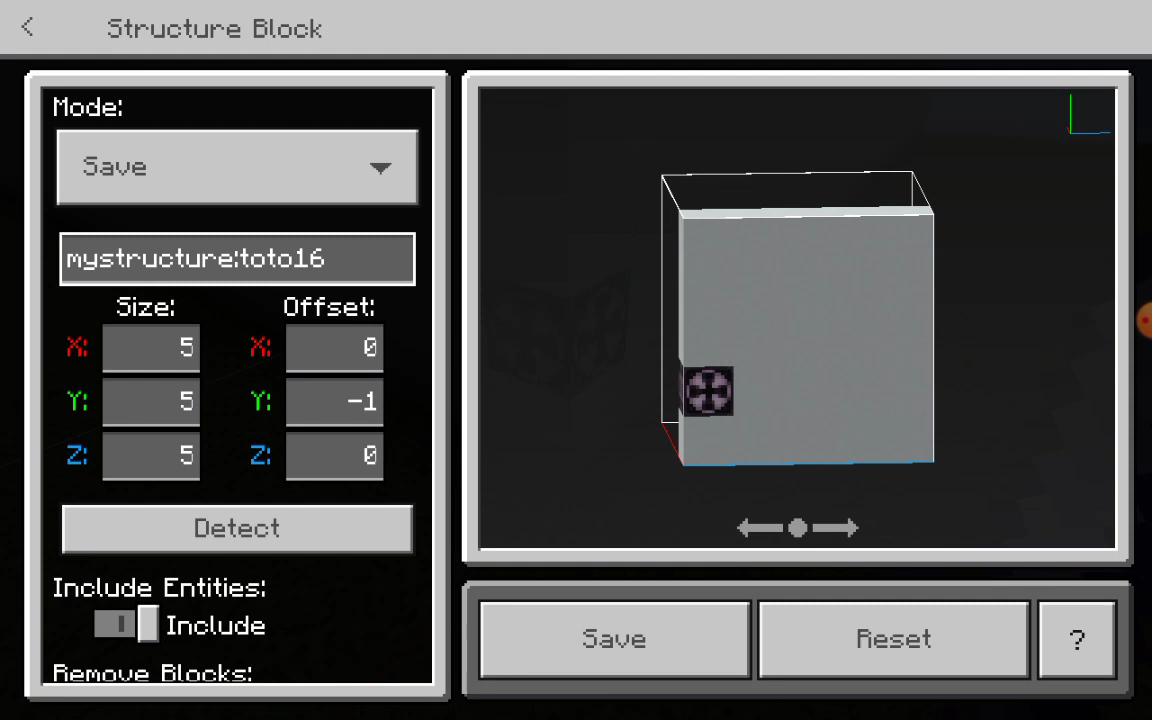 Structure Block
Mode:
Save
mystructure:toto16
Size: Offset:
X: 5 X: 0
Y: 5 Y: -1
Z: 5 Z: 0
Detect
Include Entities:
Include
Remove Blocks:
Save Reset ?